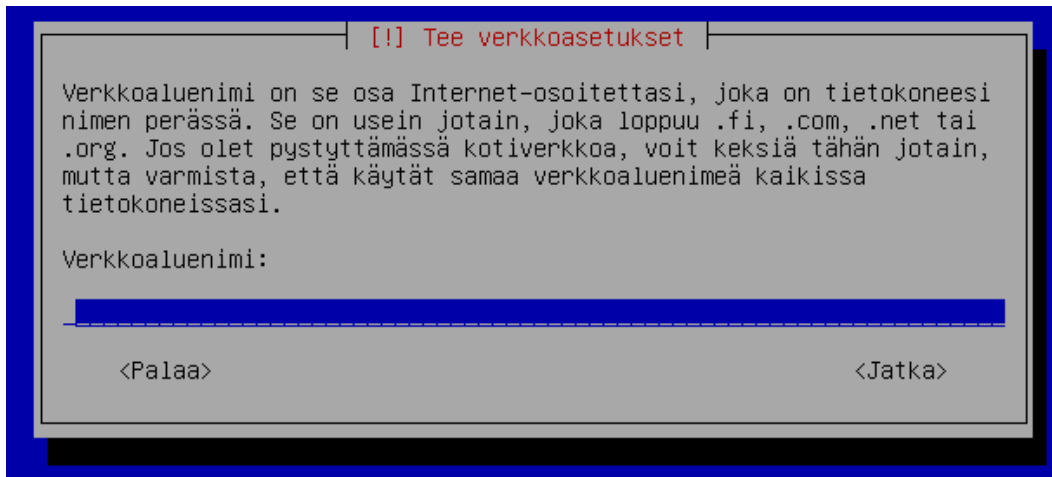 [!] Tee verkkoasetukset
Verkkoaluenimi on se osa Internet-osoitettasi, joka on tietokoneesi
nimen perässä. Se on usein jotain, joka loppuu .fi, .com, .net tai
.org. Jos olet pystyttämässä kotiverkkoa, voit keksiä tähän jotain,
mutta varmista, että käytät samaa verkkoaluenimeä kaikissa
tietokoneissasi.
Verkkoaluenimi:
<Palaa> <Jatka>